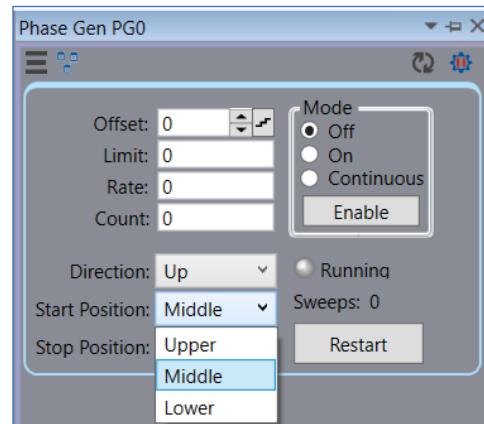 Phase Gen PG0
Offset: 0
Limit: 0
Rate: 0
Count: 0
Mode
Off
On
Continuous
Enable
Direction: Up
Running
Start Position: Middle
Sweeps: 0
Stop Position:
Upper
Middle
Lower
Restart